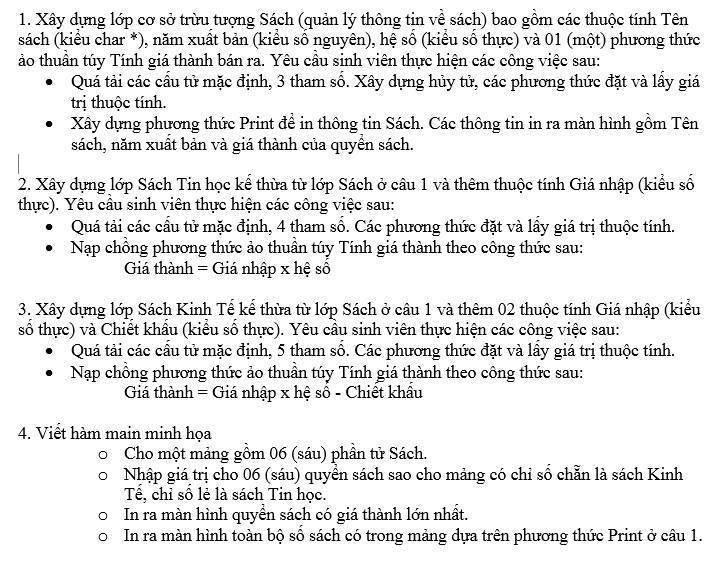 1. Xây dựng lớp cơ sở trừu tượng Sách (quản lý thông tin về sách) bao gồm các thuộc tính Tên
sách (kiểu char *), năm xuất bản (kiểu số nguyên), hệ số (kiểu số thực) và 01 (một) phương thức
ảo thuần túy Tính giá thành bán ra. Yêu cầu sinh viên thực hiện các công việc sau:
• Quá tải các cấu tử mặc định, 3 tham số. Xây dựng hủy tử, các phương thức đặt và lấy giá
trị thuộc tính.
• Xây dựng phương thức Print để in thông tin Sách. Các thông tin in ra màn hình gồm Tên
sách, năm xuất bản và giá thành của quyển sách.
2. Xây dựng lớp Sách Tin học kế thừa từ lớp Sách ở câu 1 và thêm thuộc tính Giá nhập (kiểu số
thực). Yêu cầu sinh viên thực hiện các công việc sau:
• Quá tải các cấu tử mặc định, 4 tham số. Các phương thức đặt và lấy giá trị thuộc tính.
• Nạp chồng phương thức ảo thuần túy Tính giá thành theo công thức sau:
Giá thành = Giá nhập x hệ số
3. Xây dựng lớp Sách Kinh Tế kế thừa từ lớp Sách ở câu 1 và thêm 02 thuộc tính Giá nhập (kiểu
số thực) và Chiết khấu (kiểu số thực). Yêu cầu sinh viên thực hiện các công việc sau:
• Quá tải các cấu tử mặc định, 5 tham số. Các phương thức đặt và lấy giá trị thuộc tính.
• Nạp chồng phương thức ảo thuần túy Tính giá thành theo công thức sau:
Giá thành = Giá nhập x hệ số - Chiết khấu
4. Viết hàm main minh họa
o Cho một mảng gồm 06 (sáu) phần tử Sách.
o Nhập giá trị cho 06 (sáu) quyển sách sao cho mảng có chỉ số chẵn là sách Kinh
Tế, chỉ số lẻ là sách Tin học.
o In ra màn hình quyển sách có giá thành lớn nhất.
o In ra màn hình toàn bộ số sách có trong mảng dựa trên phương thức Print ở câu 1.